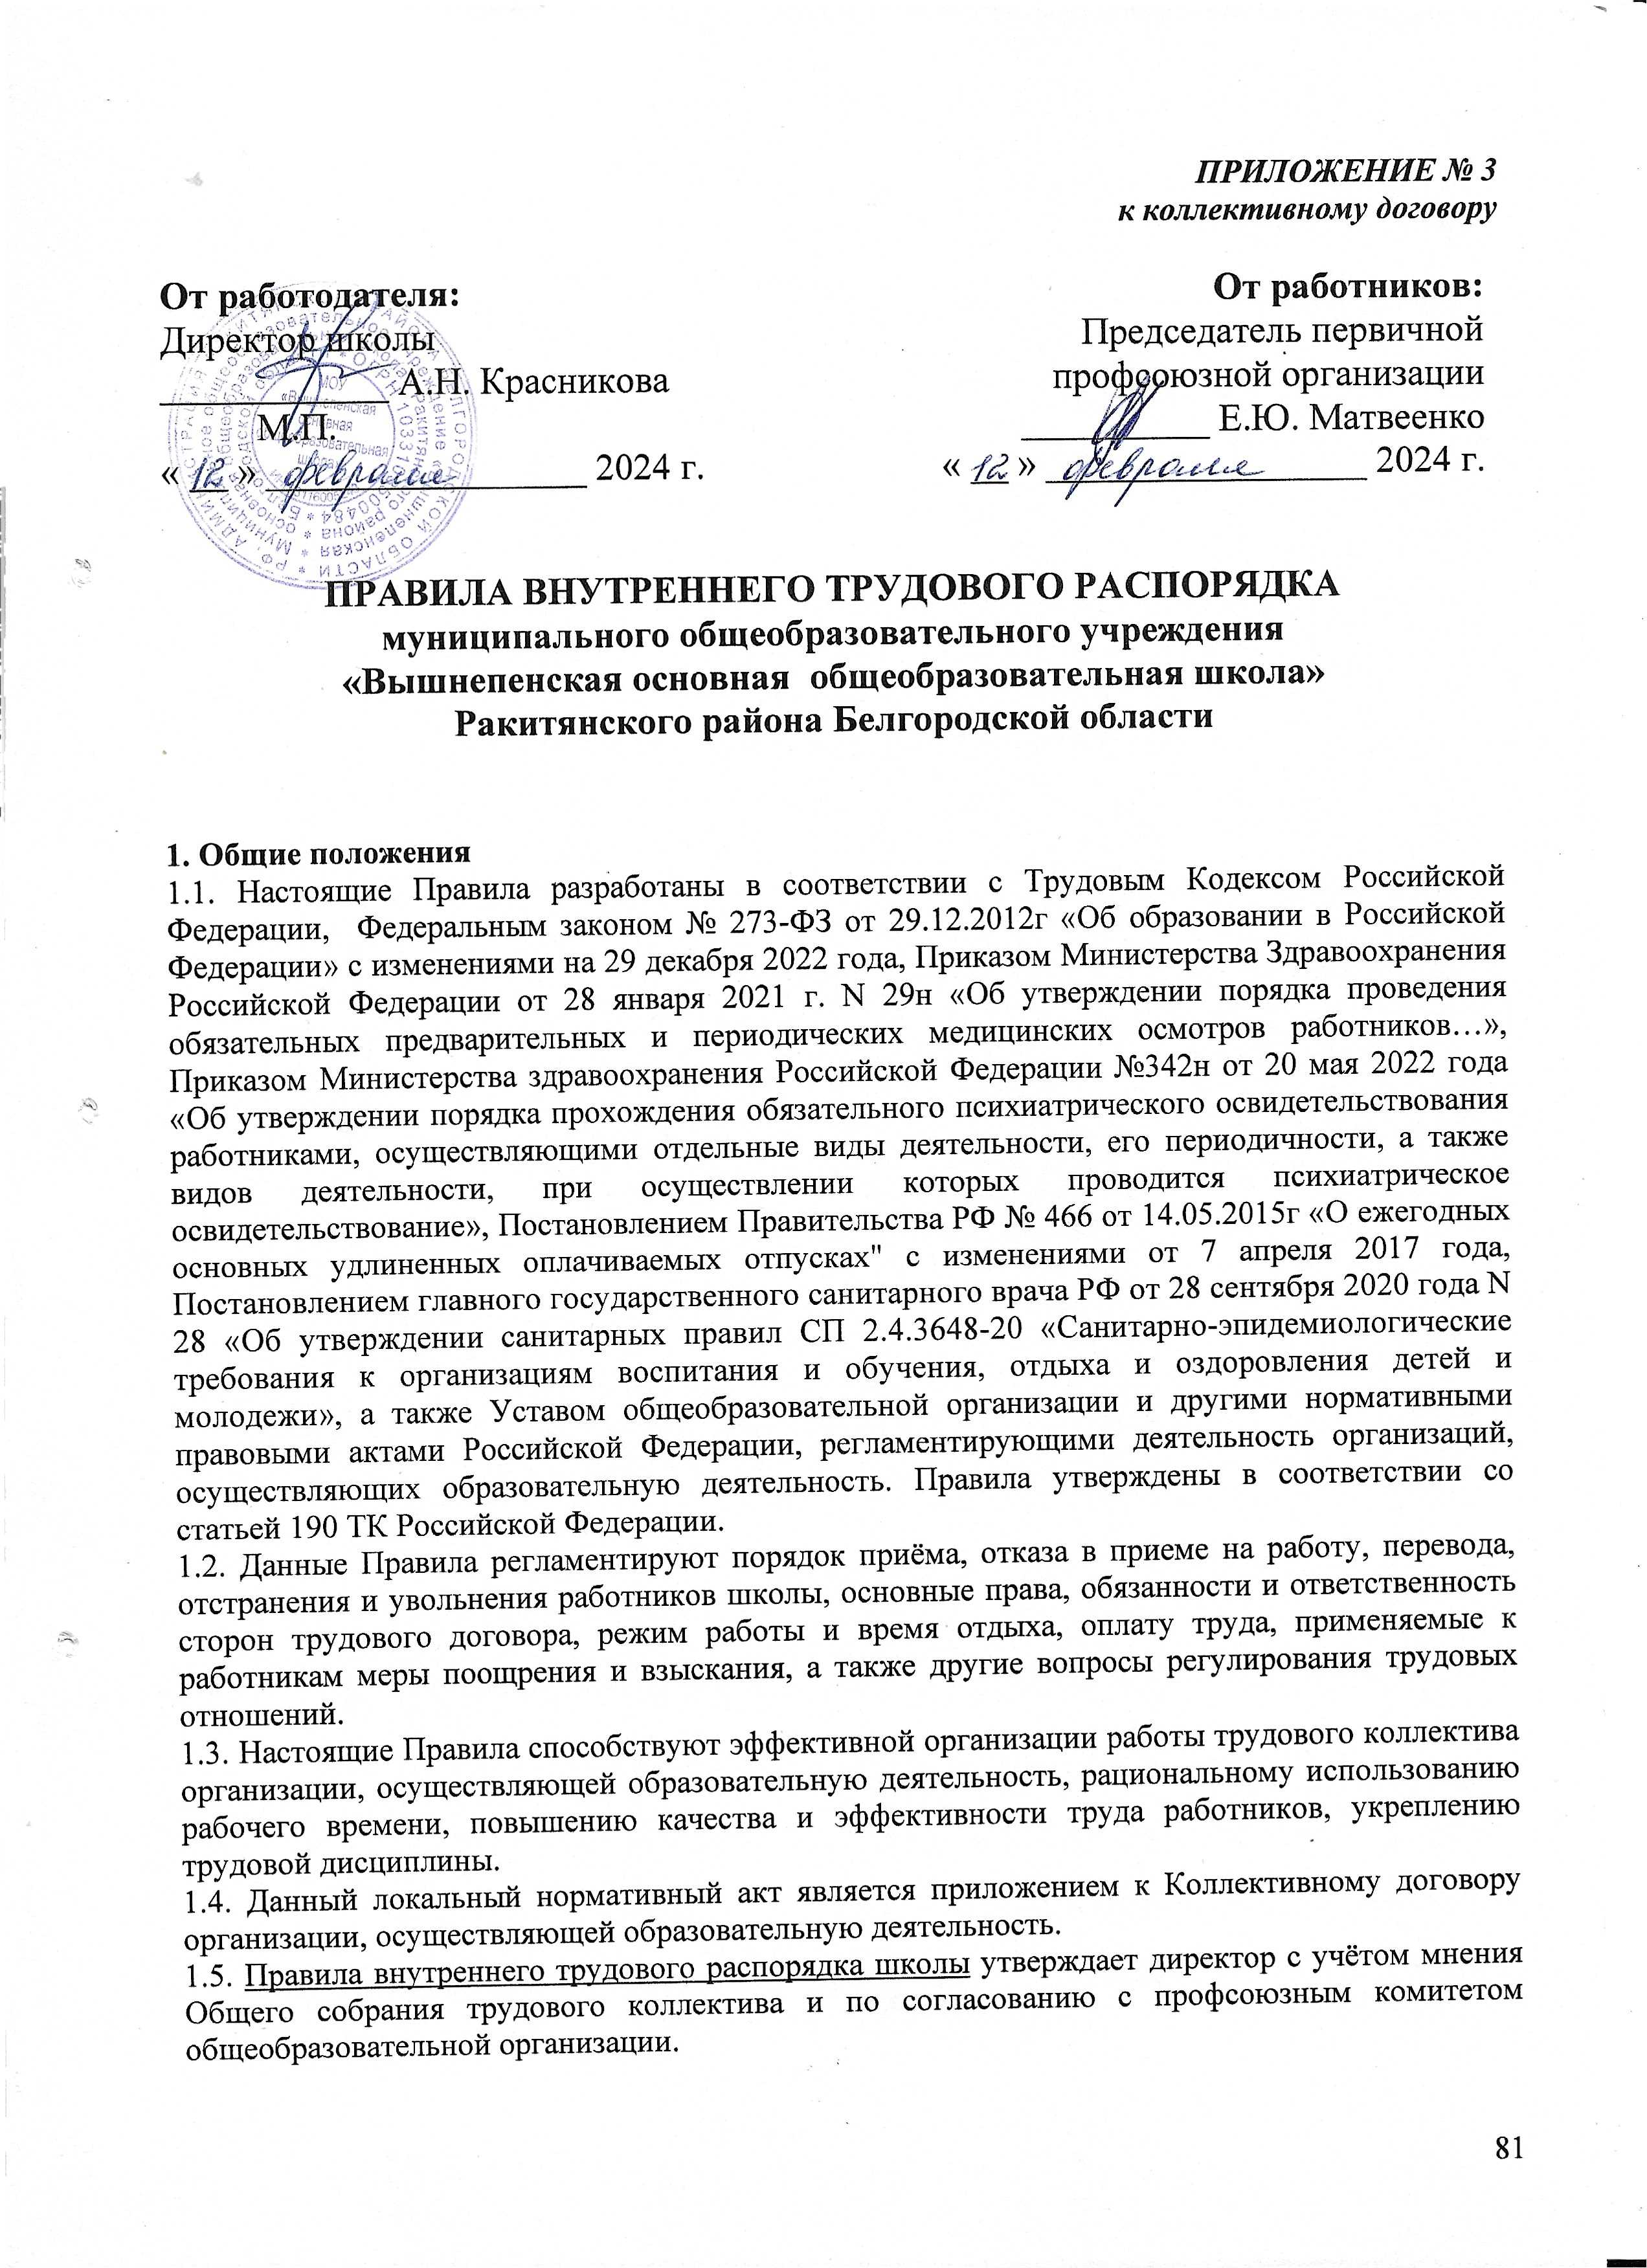 ПРИЛОЖЕНИЕ № 3
к коллективному договору
От работодателя:
Директор школы
____________ А.Н. Красникова
М.П.
« 12 » февраля 2024 г.
От работников:
Председатель первичной
профсоюзной организации
__________ Е.Ю. Матвеенко
« 12 » февраля 2024 г.
ПРАВИЛА ВНУТРЕННЕГО ТРУДОВОГО РАСПОРЯДКА
муниципального общеобразовательного учреждения
«Вышнепенская основная общеобразовательная школа»
Ракитянского района Белгородской области
1. Общие положения
1.1. Настоящие Правила разработаны в соответствии с Трудовым Кодексом Российской
Федерации, Федеральным законом № 273-ФЗ от 29.12.2012г «Об образовании в Российской
Федерации» с изменениями на 29 декабря 2022 года, Приказом Министерства Здравоохранения
Российской Федерации от 28 января 2021 г. N 29н «Об утверждении порядка проведения
обязательных предварительных и периодических медицинских осмотров работников…»,
Приказом Министерства здравоохранения Российской Федерации №342н от 20 мая 2022 года
«Об утверждении порядка прохождения обязательного психиатрического освидетельствования
работниками, осуществляющими отдельные виды деятельности, его периодичности, а также
видов деятельности, при осуществлении которых проводится психиатрическое
освидетельствование», Постановлением Правительства РФ № 466 от 14.05.2015г «О ежегодных
основных удлиненных оплачиваемых отпусках" с изменениями от 7 апреля 2017 года,
Постановлением главного государственного санитарного врача РФ от 28 сентября 2020 года N
28 «Об утверждении санитарных правил СП 2.4.3648-20 «Санитарно-эпидемиологические
требования к организациям воспитания и обучения, отдыха и оздоровления детей и
молодежи», а также Уставом общеобразовательной организации и другими нормативными
правовыми актами Российской Федерации, регламентирующими деятельность организаций,
осуществляющих образовательную деятельность. Правила утверждены в соответствии со
статьей 190 ТК Российской Федерации.
1.2. Данные Правила регламентируют порядок приёма, отказа в приеме на работу, перевода,
отстранения и увольнения работников школы, основные права, обязанности и ответственность
сторон трудового договора, режим работы и время отдыха, оплату труда, применяемые к
работникам меры поощрения и взыскания, а также другие вопросы регулирования трудовых
отношений.
1.3. Настоящие Правила способствуют эффективной организации работы трудового коллектива
организации, осуществляющей образовательную деятельность, рациональному использованию
рабочего времени, повышению качества и эффективности труда работников, укреплению
трудовой дисциплины.
1.4. Данный локальный нормативный акт является приложением к Коллективному договору
организации, осуществляющей образовательную деятельность.
1.5. Правила внутреннего трудового распорядка школы утверждает директор с учётом мнения
Общего собрания трудового коллектива и по согласованию с профсоюзным комитетом
общеобразовательной организации.
81